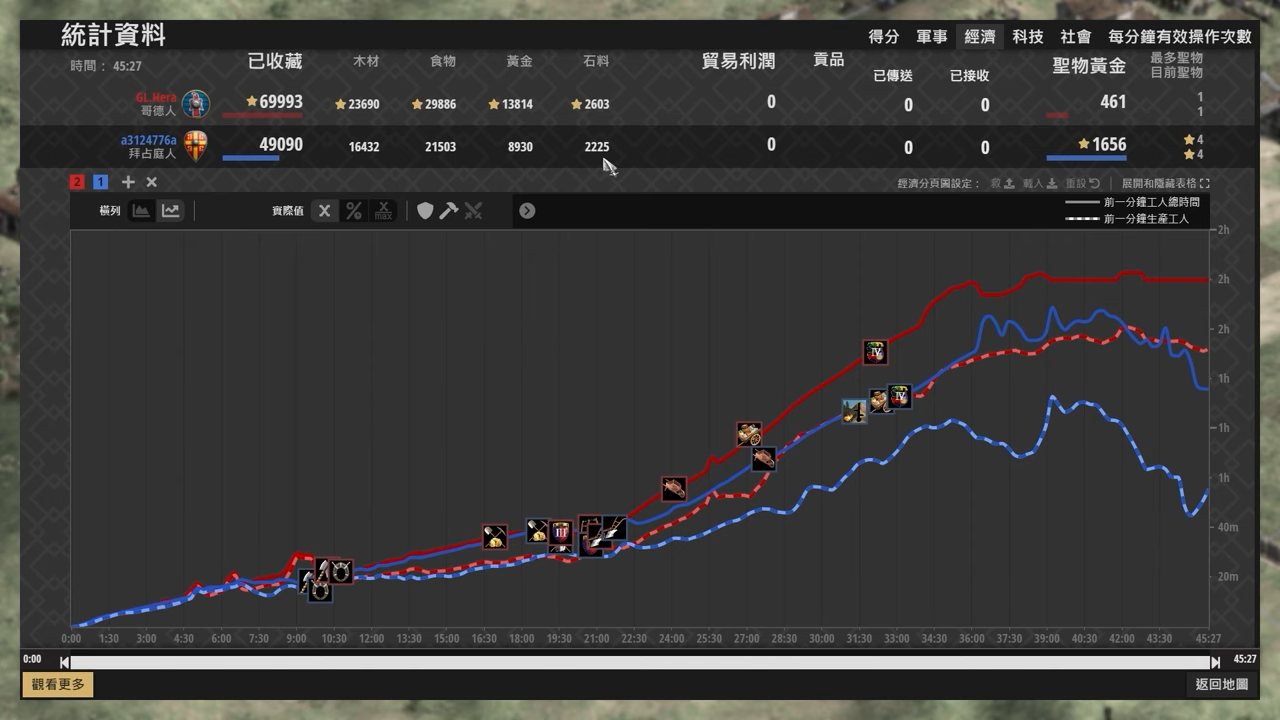 統計資料
得分 軍事 經濟 科技 社會 每分鐘有效操作次數
時間： 45:27
已收藏 木材 食物 黃金 石料 貿易利潤 貢品 已傳送 已接收 聖物黃金 最多聖物 目前聖物
GL.Hera 哥德人 69993 23690 29886 13814 2603 0 0 0 461 1 1
a3124776a 拜占庭人 49090 16432 21503 8930 2225 0 0 0 1656 4 4
2 1 + ×
經濟分頁圖設定： 載入 重設 展開和隱藏表格
橫列 實際值 X % X max
前一分鐘工人總時間
前一分鐘生產工人
2h
2h
2h
1h
1h
1h
40m
20m
IV
IV
III
0:00 1:30 3:00 4:30 6:00 7:30 9:00 10:30 12:00 13:30 15:00 16:30 18:00 19:30 21:00 22:30 24:00 25:30 27:00 28:30 30:00 31:30 33:00 34:30 36:00 37:30 39:00 40:30 42:00 43:30 45:27
0:00 45:27
觀看更多 返回地圖